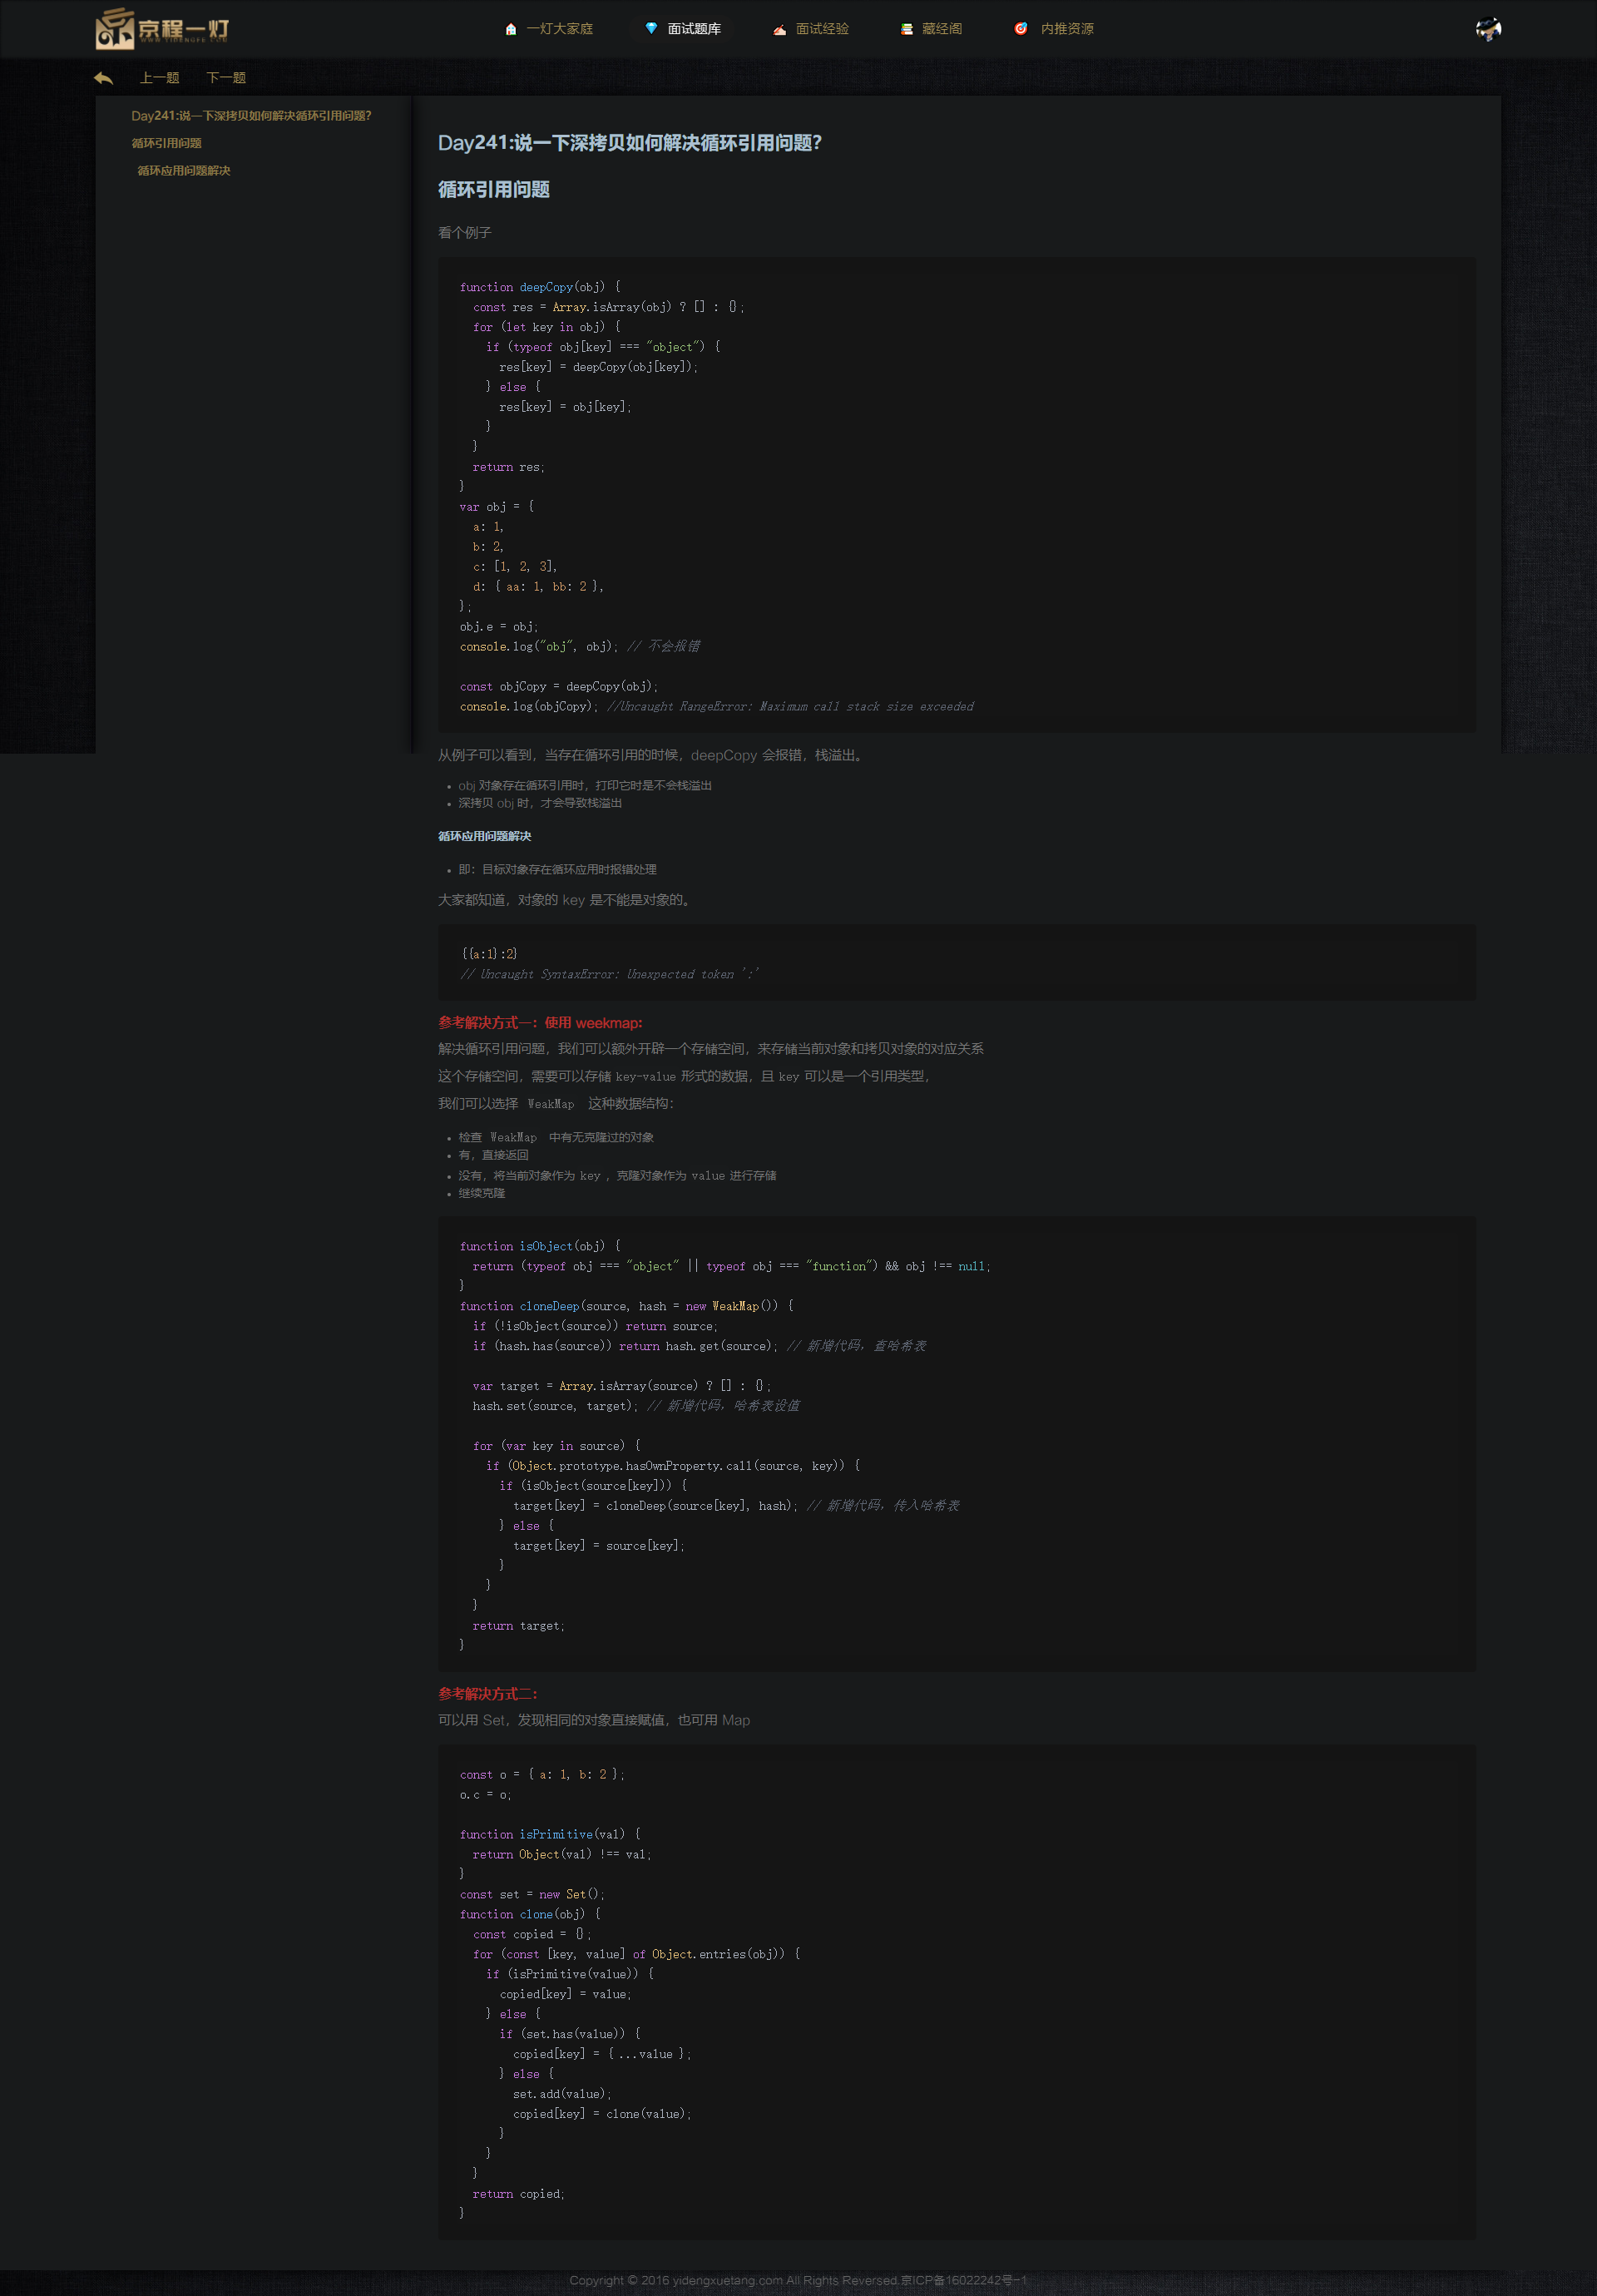 京程一灯
WWW.YIDENGFE.COM
一灯大家庭
面试题库
面试经验
藏经阁
内推资源
上一题 下一题
Day241:说一下深拷贝如何解决循环引用问题?
循环引用问题
循环应用问题解决
Day241:说一下深拷贝如何解决循环引用问题?
循环引用问题
看个例子
function deepCopy(obj) {
  const res = Array.isArray(obj) ? [] : {};
  for (let key in obj) {
    if (typeof obj[key] === "object") {
      res[key] = deepCopy(obj[key]);
    } else {
      res[key] = obj[key];
    }
  }
  return res;
}
var obj = {
  a: 1,
  b: 2,
  c: [1, 2, 3],
  d: { aa: 1, bb: 2 },
};
obj.e = obj;
console.log("obj", obj); // 不会报错

const objCopy = deepCopy(obj);
console.log(objCopy); //Uncaught RangeError: Maximum call stack size exceeded
从例子可以看到，当存在循环引用的时候，deepCopy 会报错，栈溢出。
• obj 对象存在循环引用时，打印它时是不会栈溢出
• 深拷贝 obj 时，才会导致栈溢出
循环应用问题解决
• 即：目标对象存在循环应用时报错处理
大家都知道，对象的 key 是不能是对象的。
{{a:1}:2}
// Uncaught SyntaxError: Unexpected token ':'
参考解决方式一：使用 weekmap:
解决循环引用问题，我们可以额外开辟一个存储空间，来存储当前对象和拷贝对象的对应关系
这个存储空间，需要可以存储 key-value 形式的数据，且 key 可以是一个引用类型，
我们可以选择 WeakMap 这种数据结构：
• 检查 WeakMap 中有无克隆过的对象
• 有，直接返回
• 没有，将当前对象作为 key ，克隆对象作为 value 进行存储
• 继续克隆
function isObject(obj) {
  return (typeof obj === "object" || typeof obj === "function") && obj !== null;
}
function cloneDeep(source, hash = new WeakMap()) {
  if (!isObject(source)) return source;
  if (hash.has(source)) return hash.get(source); // 新增代码，查哈希表

  var target = Array.isArray(source) ? [] : {};
  hash.set(source, target); // 新增代码，哈希表设值

  for (var key in source) {
    if (Object.prototype.hasOwnProperty.call(source, key)) {
      if (isObject(source[key])) {
        target[key] = cloneDeep(source[key], hash); // 新增代码，传入哈希表
      } else {
        target[key] = source[key];
      }
    }
  }
  return target;
}
参考解决方式二：
可以用 Set，发现相同的对象直接赋值，也可用 Map
const o = { a: 1, b: 2 };
o.c = o;

function isPrimitive(val) {
  return Object(val) !== val;
}
const set = new Set();
function clone(obj) {
  const copied = {};
  for (const [key, value] of Object.entries(obj)) {
    if (isPrimitive(value)) {
      copied[key] = value;
    } else {
      if (set.has(value)) {
        copied[key] = { ...value };
      } else {
        set.add(value);
        copied[key] = clone(value);
      }
    }
  }
  return copied;
}
Copyright © 2016 yidengxuetang.com All Rights Reversed.京ICP备16022242号-1